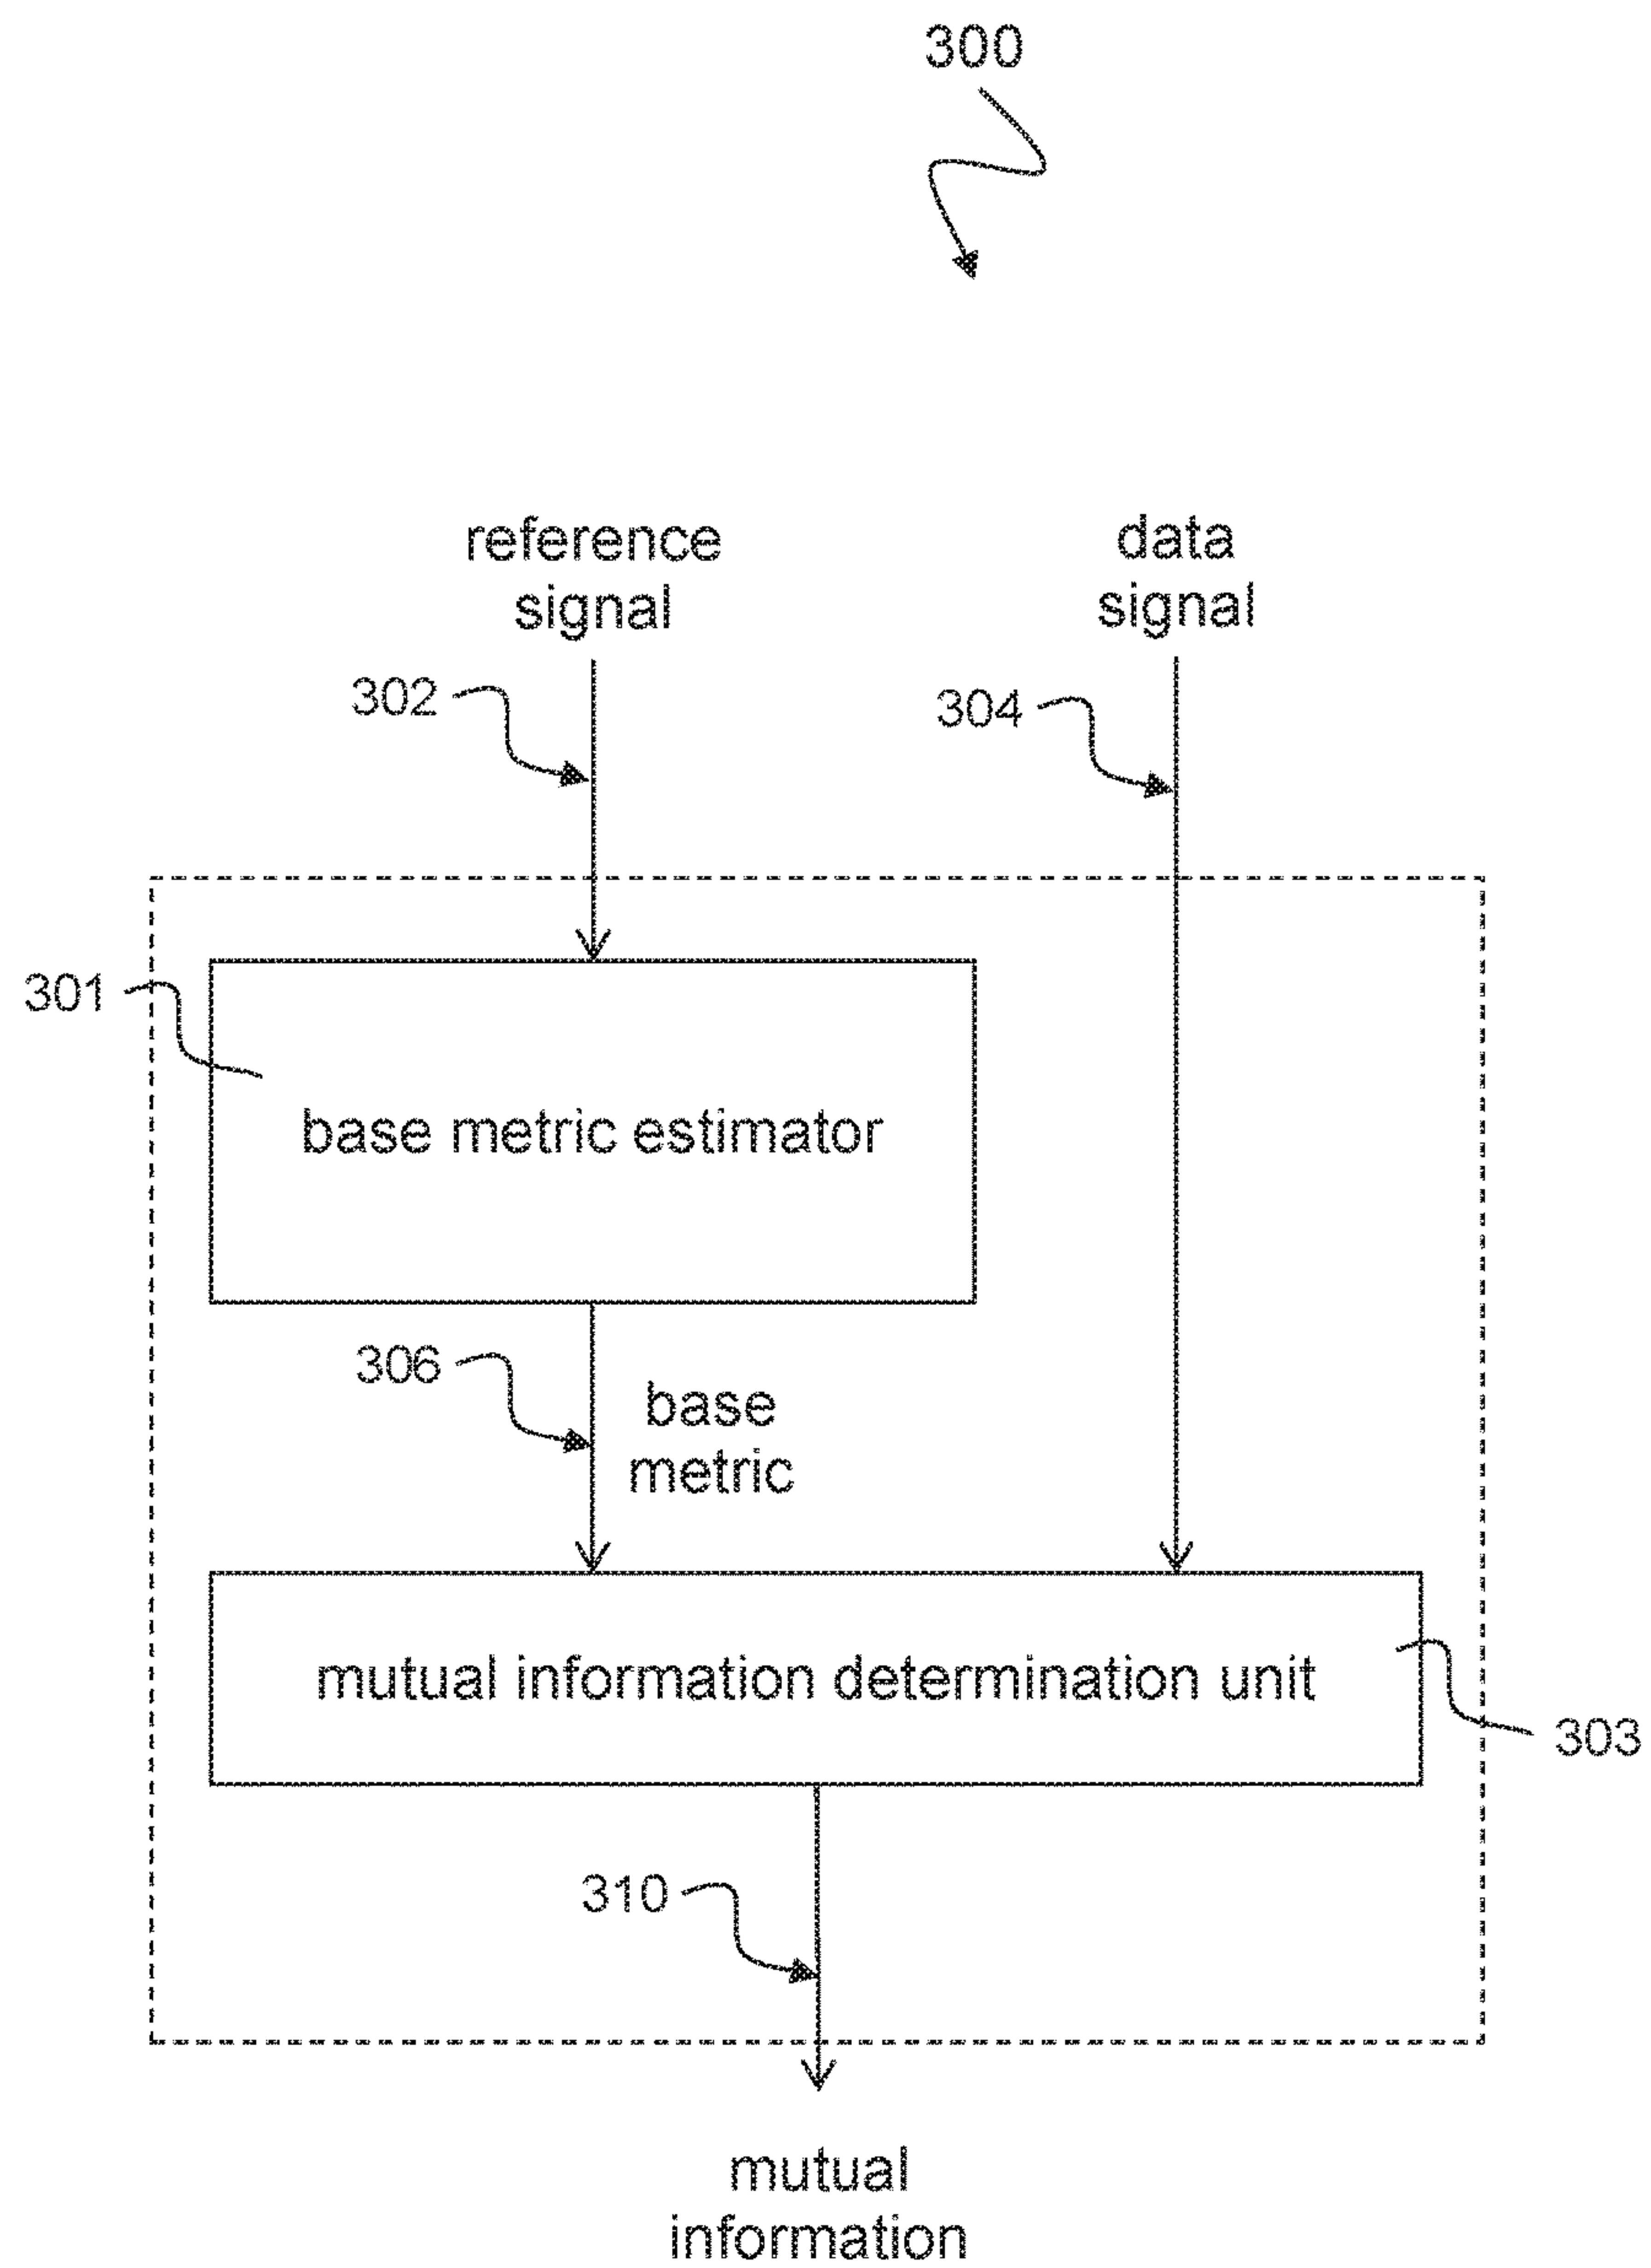 300
reference
signal
data
signal
302
304
301
base metric estimator
306
base
metric
mutual information determination unit
303
310
mutual
information